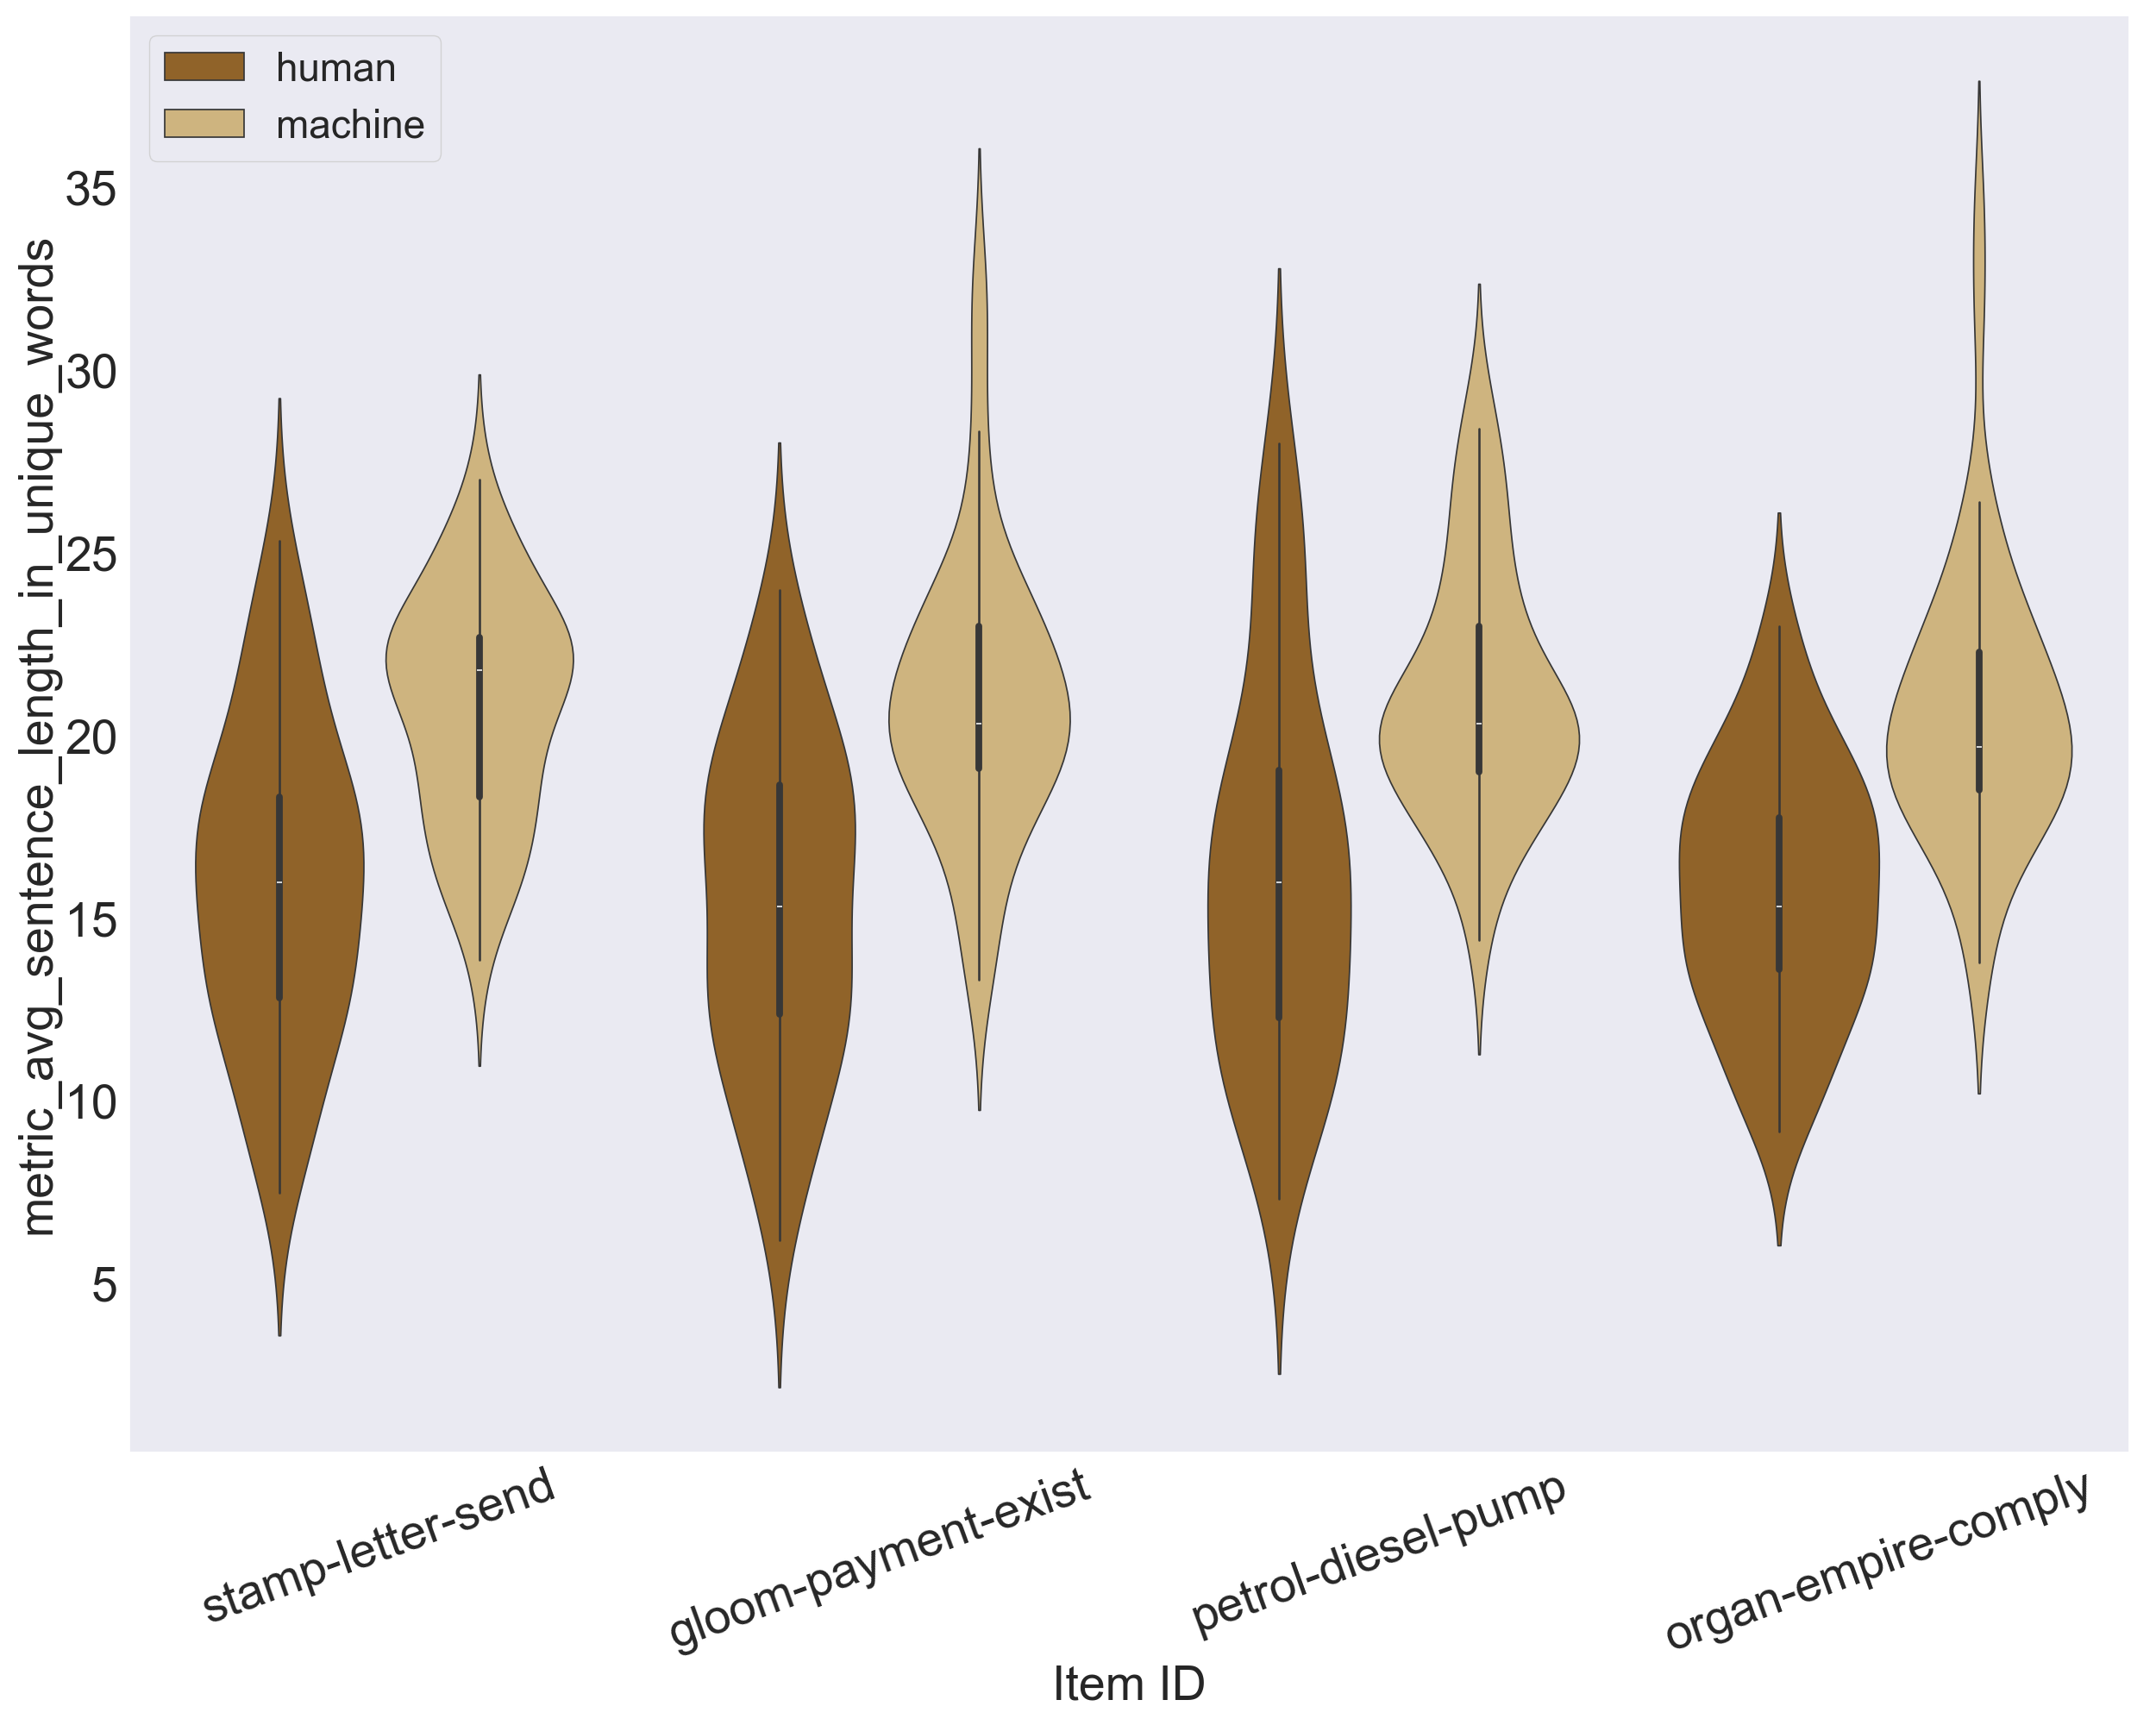 human
machine
metric_avg_sentence_length_in_unique_words
35
30
25
20
15
10
5
stamp-letter-send
gloom-payment-exist
petrol-diesel-pump
organ-empire-comply
Item ID